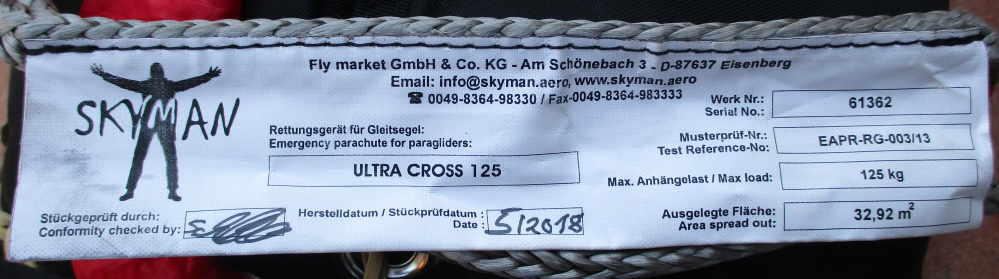 SKYMAN
Fly market GmbH & Co. KG - Am Schönebach 3 - D-87637 Eisenberg
Email: info@skyman.aero, www.skyman.aero
☎ 0049-8364-98330 / Fax-0049-8364-983333
Rettungsgerät für Gleitsegel:
Emergency parachute for paragliders:
ULTRA CROSS 125
Stückgeprüft durch:
Conformity checked by:
Herstelldatum / Stückprüfdatum :
Date : 5/2018
Werk Nr.:
Serial No.: 61362
Musterprüf-Nr.:
Test Reference-No: EAPR-RG-003/13
Max. Anhängelast / Max load: 125 kg
Ausgelegte Fläche:
Area spread out: 32,92 m²